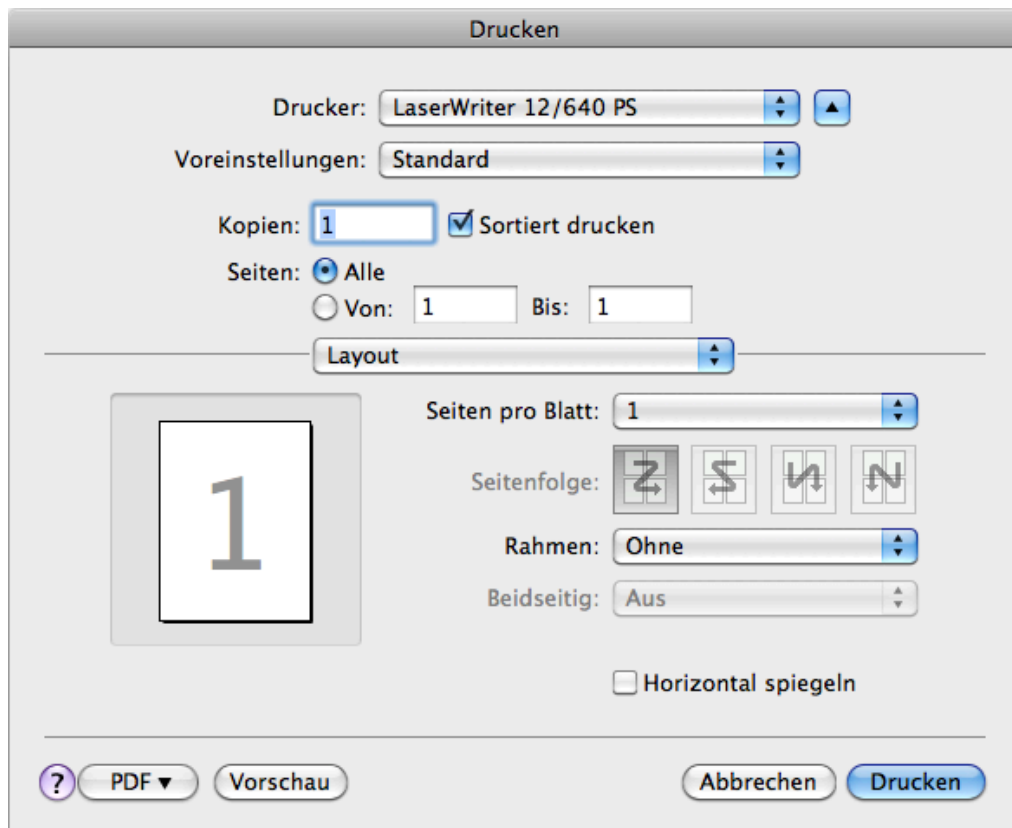 Drucken
Drucker: LaserWriter 12/640 PS
Voreinstellungen: Standard
Kopien: 1 Sortiert drucken
Seiten: Alle
Von: 1 Bis: 1
Layout
Seiten pro Blatt: 1
1
Seitenfolge:
Rahmen: Ohne
Beidseitig: Aus
Horizontal spiegeln
? PDF ▼ Vorschau Abbrechen Drucken